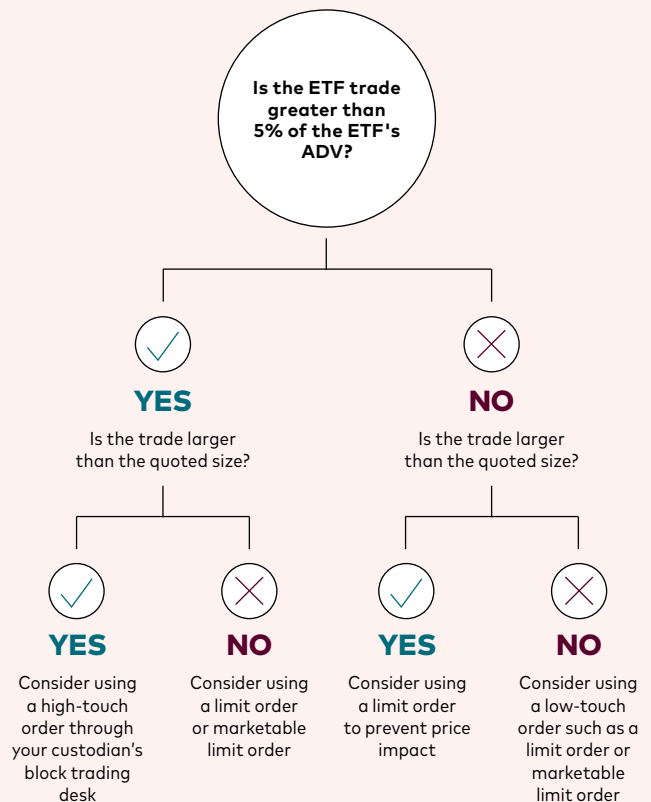 Is the ETF trade
greater than
5% of the ETF's
ADV?
YES
Is the trade larger
than the quoted size?
NO
Is the trade larger
than the quoted size?
YES
Consider using
a high-touch
order through
your custodian’s
block trading
desk
NO
Consider using
a limit order
or marketable
limit order
YES
Consider using
a limit order
to prevent price
impact
NO
Consider using
a low-touch
order such as a
limit order or
marketable
limit order